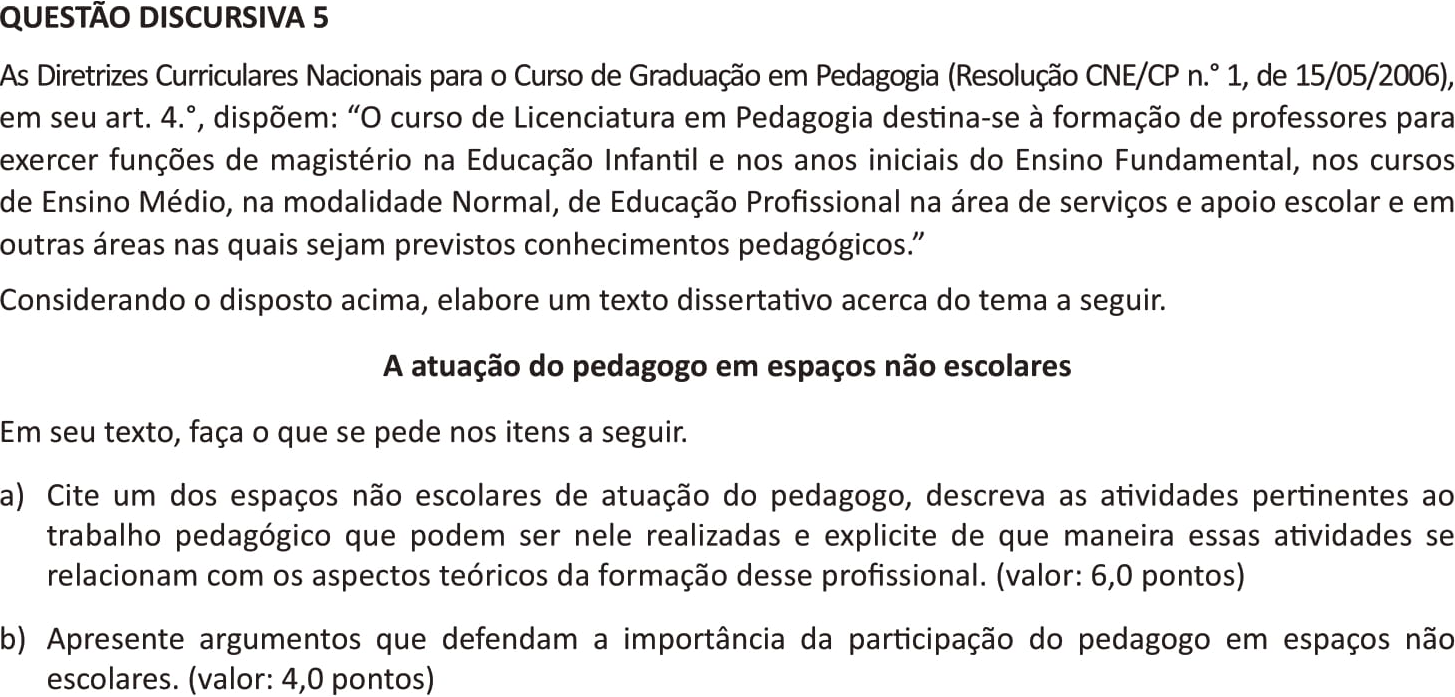 QUESTÃO DISCURSIVA 5
As Diretrizes Curriculares Nacionais para o Curso de Graduação em Pedagogia (Resolução CNE/CP n.° 1, de 15/05/2006),
em seu art. 4.°, dispõem: “O curso de Licenciatura em Pedagogia destina-se à formação de professores para
exercer funções de magistério na Educação Infantil e nos anos iniciais do Ensino Fundamental, nos cursos
de Ensino Médio, na modalidade Normal, de Educação Profissional na área de serviços e apoio escolar e em
outras áreas nas quais sejam previstos conhecimentos pedagógicos.”
Considerando o disposto acima, elabore um texto dissertativo acerca do tema a seguir.
A atuação do pedagogo em espaços não escolares
Em seu texto, faça o que se pede nos itens a seguir.
a) Cite um dos espaços não escolares de atuação do pedagogo, descreva as atividades pertinentes ao
trabalho pedagógico que podem ser nele realizadas e explicite de que maneira essas atividades se
relacionam com os aspectos teóricos da formação desse profissional. (valor: 6,0 pontos)
b) Apresente argumentos que defendam a importância da participação do pedagogo em espaços não
escolares. (valor: 4,0 pontos)